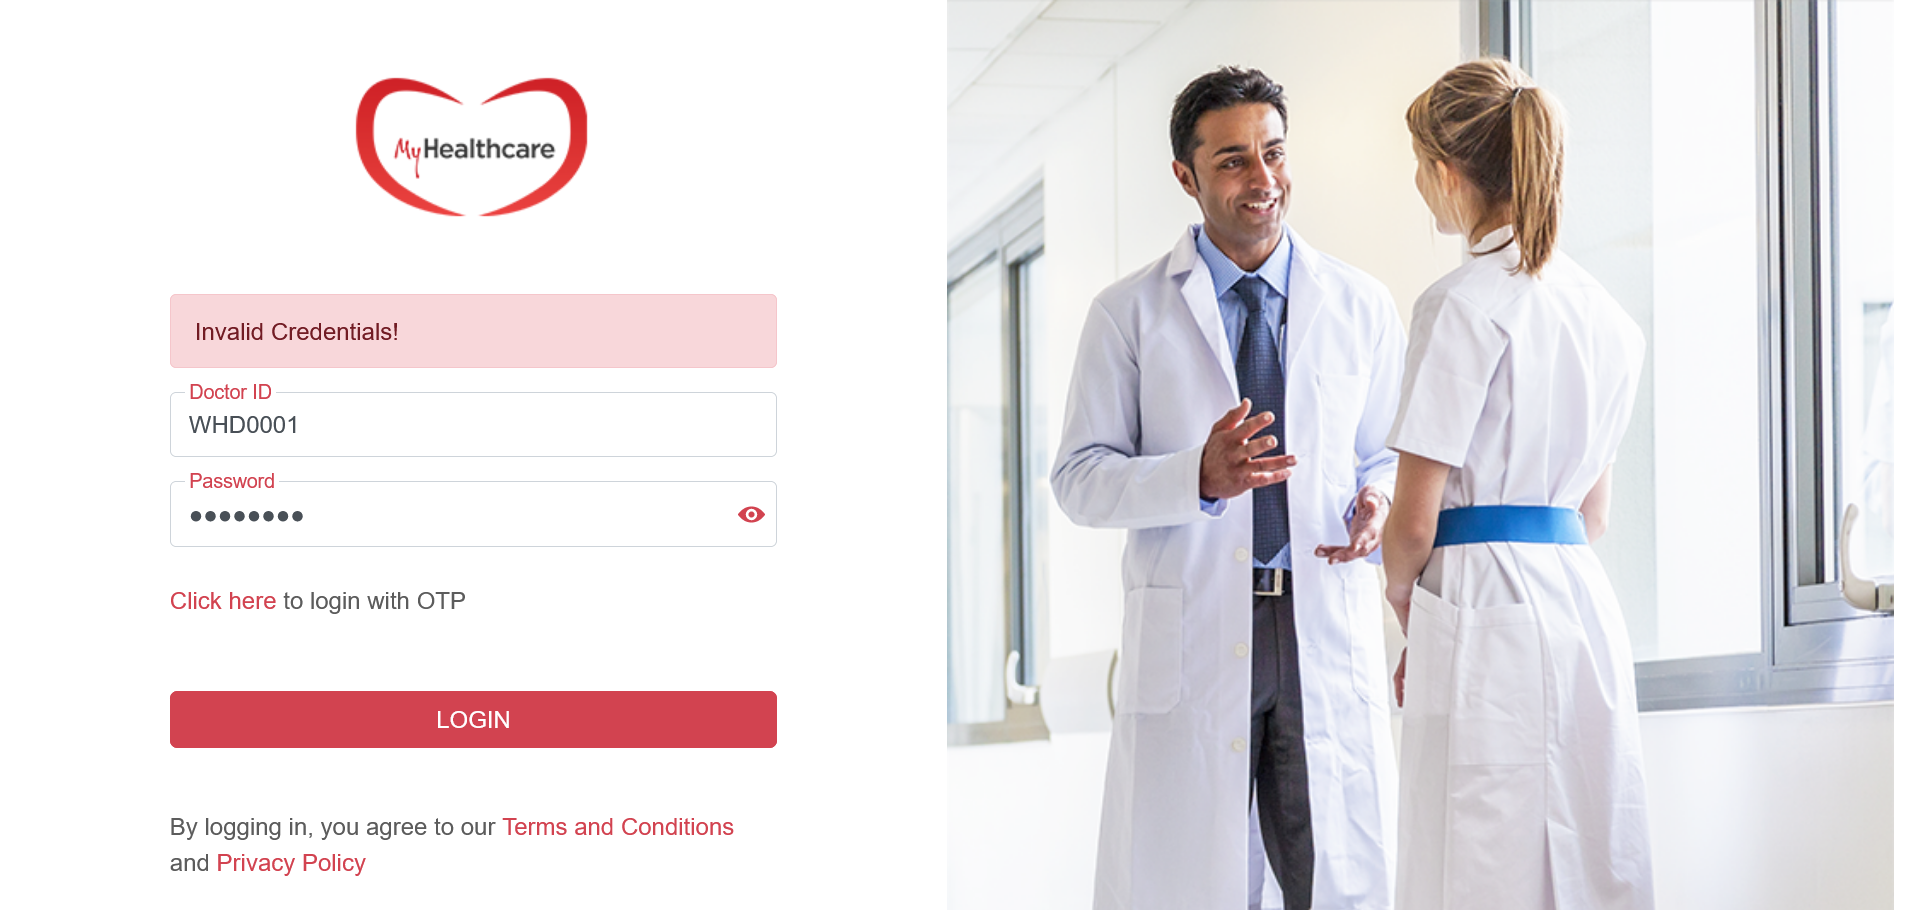 MyHealthcare
Invalid Credentials!
Doctor ID
WHD0001
Password
••••••••
Click here to login with OTP
LOGIN
By logging in, you agree to our Terms and Conditions
and Privacy Policy